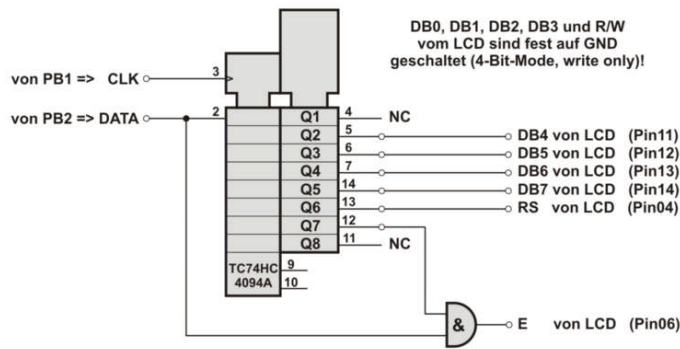 DB0, DB1, DB2, DB3 und R/W
vom LCD sind fest auf GND
geschaltet (4-Bit-Mode, write only)!
von PB1 => CLK 3
von PB2 => DATA 2
Q1 4 NC
Q2 5 DB4 von LCD (Pin11)
Q3 6 DB5 von LCD (Pin12)
Q4 7 DB6 von LCD (Pin13)
Q5 14 DB7 von LCD (Pin14)
Q6 13 RS von LCD (Pin04)
Q7 12
Q8 11 NC
TC74HC 9
4094A 10
& E von LCD (Pin06)